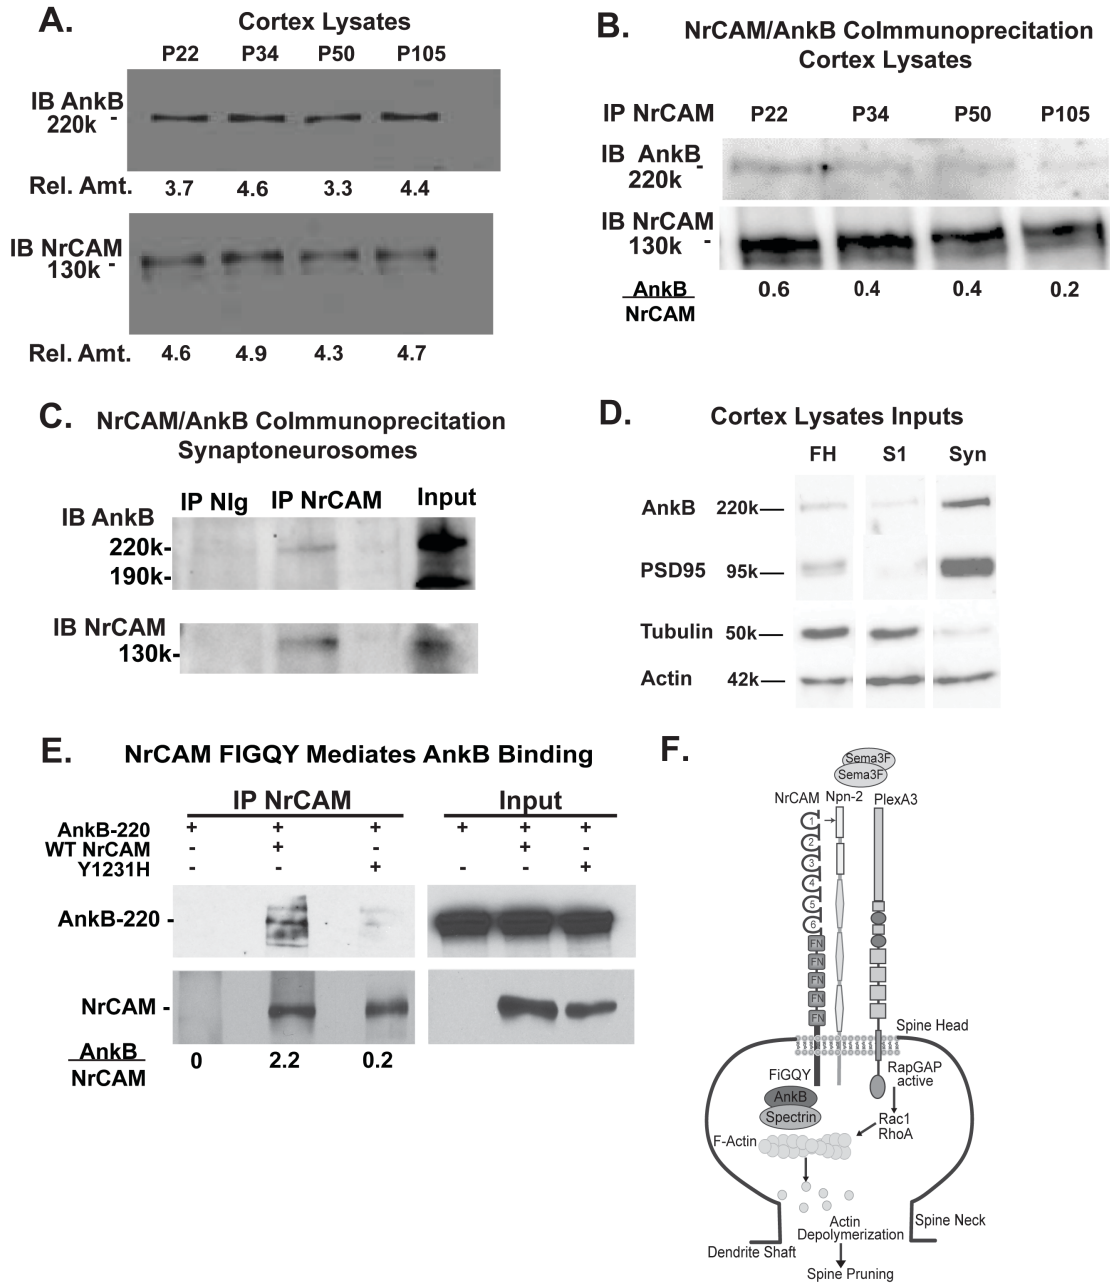 A.
Cortex Lysates
P22 P34 P50 P105
IB AnkB
220k -
Rel. Amt. 3.7 4.6 3.3 4.4
IB NrCAM
130k -
Rel. Amt. 4.6 4.9 4.3 4.7
B.
NrCAM/AnkB CoImmunoprecitation
Cortex Lysates
IP NrCAM P22 P34 P50 P105
IB AnkB
220k -
IB NrCAM
130k -
AnkB
NrCAM
0.6 0.4 0.4 0.2
C.
NrCAM/AnkB CoImmunoprecitation
Synaptoneurosomes
IP NIg IP NrCAM Input
IB AnkB
220k-
190k-
IB NrCAM
130k-
D.
Cortex Lysates Inputs
FH S1 Syn
AnkB 220k—
PSD95 95k—
Tubulin 50k—
Actin 42k—
E.
NrCAM FIGQY Mediates AnkB Binding
IP NrCAM Input
AnkB-220 + + + + + +
WT NrCAM - + - - + -
Y1231H - - + - - +
AnkB-220 -
NrCAM -
AnkB
NrCAM
0 2.2 0.2
F.
Sema3F
Sema3F
NrCAM Npn-2 PlexA3
1
2
3
4
5
6
FN
FN
FN
FN
FN
Spine Head
FiGQY
RapGAP
active
AnkB
Spectrin
Rac1
RhoA
F-Actin
Actin
Depolymerization
Spine Neck
Dendrite Shaft
Spine Pruning